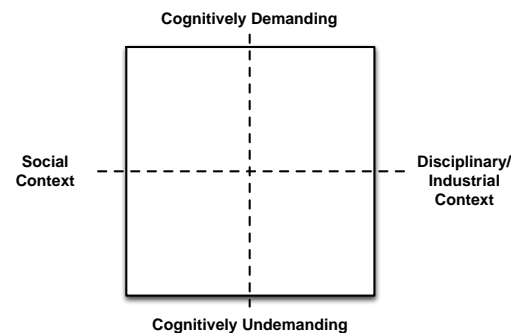 Cognitively Demanding
Social
Context
Disciplinary/
Industrial
Context
Cognitively Undemanding